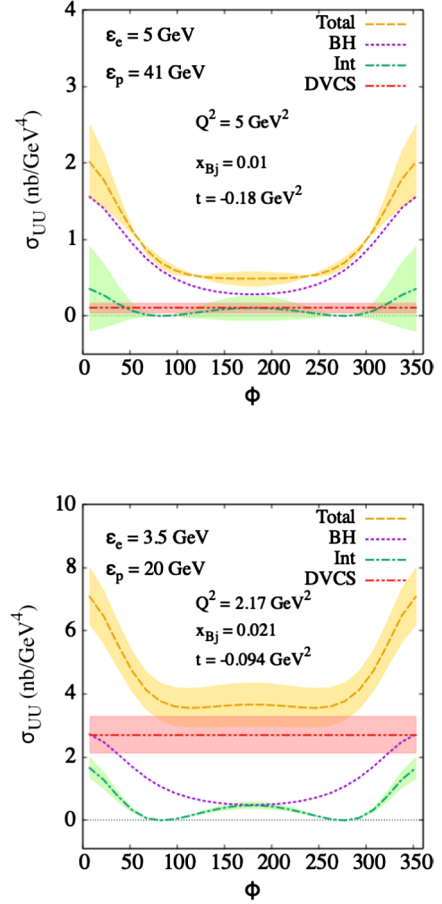 4
εe = 5 GeV
εp = 41 GeV
Total
BH
Int
DVCS
Q² = 5 GeV²
xBj = 0.01
t = -0.18 GeV²
3
2
1
0
σUU (nb/GeV⁴)
0 50 100 150 200 250 300 350
ϕ
10
εe = 3.5 GeV
εp = 20 GeV
Total
BH
Int
DVCS
Q² = 2.17 GeV²
xBj = 0.021
t = -0.094 GeV²
8
6
4
2
0
σUU (nb/GeV⁴)
0 50 100 150 200 250 300 350
ϕ